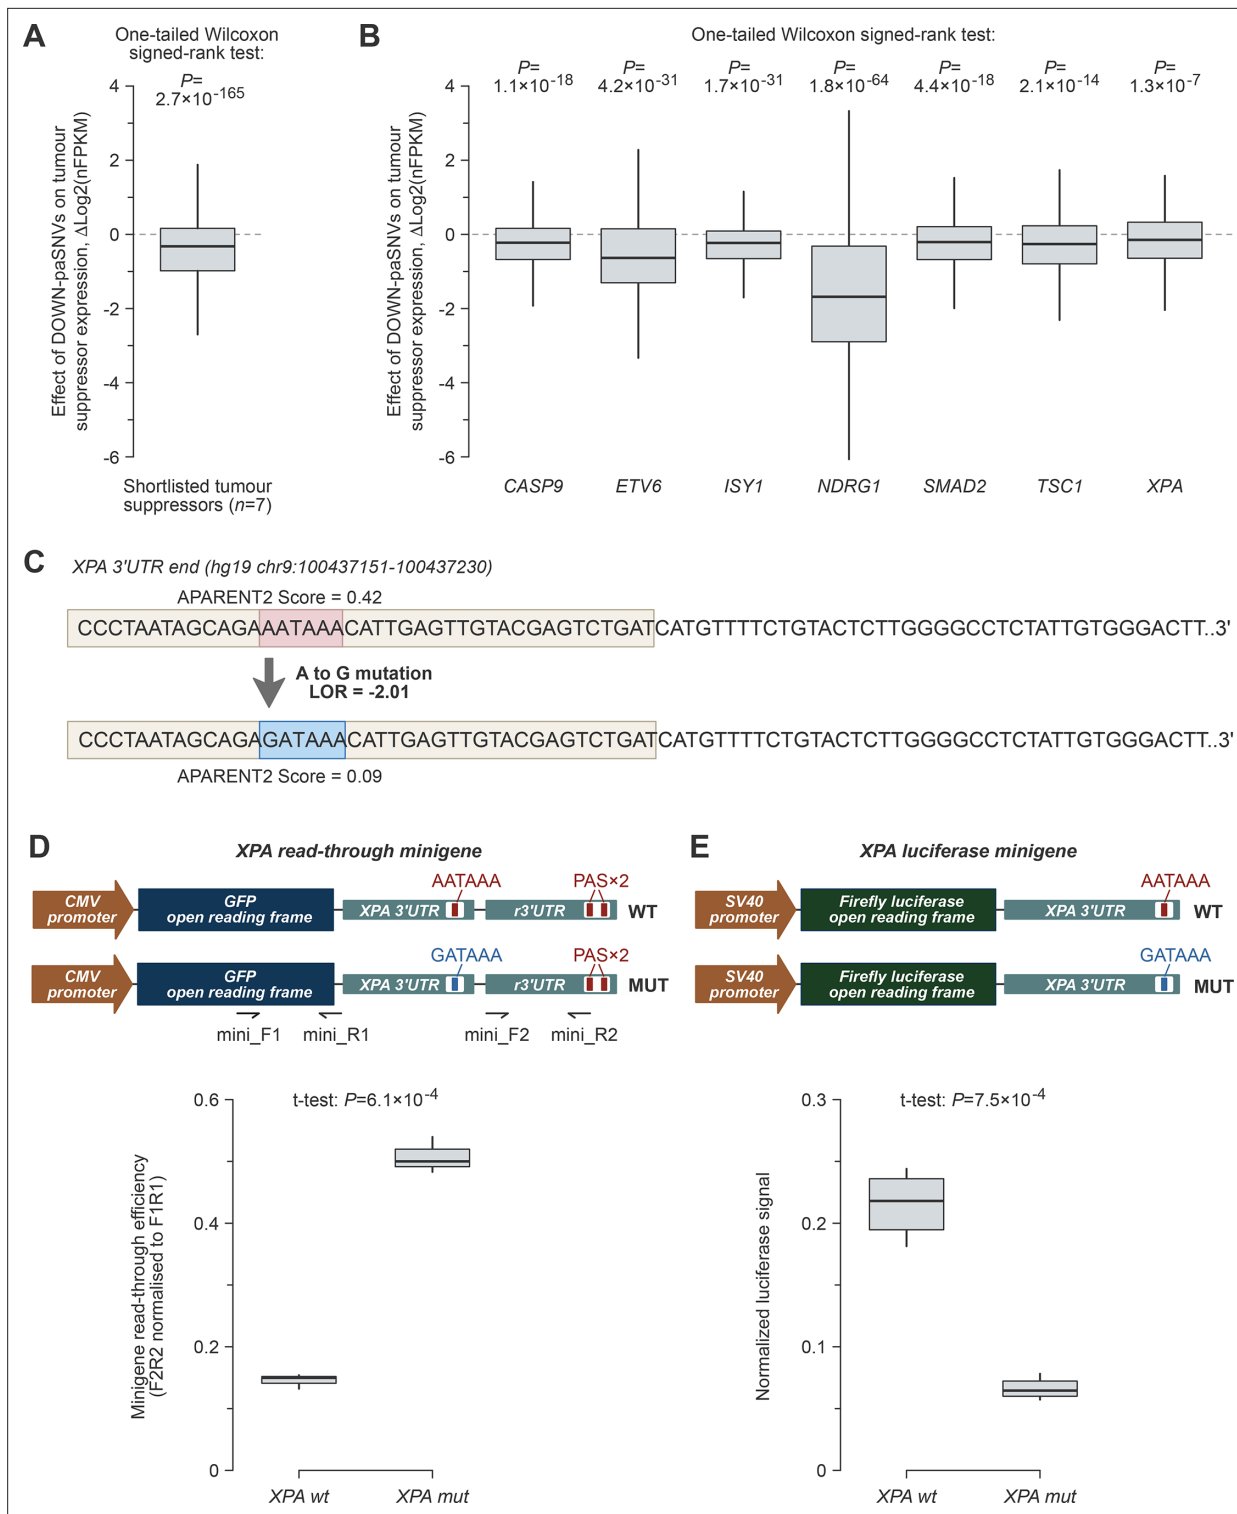 A
One-tailed Wilcoxon
signed-rank test:
P=
2.7×10-165
Effect of DOWN-paSNVs on tumour
suppressor expression, ΔLog2(nFPKM)
4
2
0
-2
-4
-6
Shortlisted tumour
suppressors (n=7)
B
One-tailed Wilcoxon signed-rank test:
P= P= P= P= P= P= P=
1.1×10-18 4.2×10-31 1.7×10-31 1.8×10-64 4.4×10-18 2.1×10-14 1.3×10-7
Effect of DOWN-paSNVs on tumour
suppressor expression, ΔLog2(nFPKM)
4
2
0
-2
-4
-6
CASP9 ETV6 ISY1 NDRG1 SMAD2 TSC1 XPA
C
XPA 3'UTR end (hg19 chr9:100437151-100437230)
APARENT2 Score = 0.42
CCCTAATAGCAGAAATAAACATTGAGTTGTACGAGTCTGATCATGTTTTCTGTACTCTTGGGGCCTCTATTGTGGGACTT..3'
A to G mutation
LOR = -2.01
CCCTAATAGCAGAGATAAACATTGAGTTGTACGAGTCTGATCATGTTTTCTGTACTCTTGGGGCCTCTATTGTGGGACTT..3'
APARENT2 Score = 0.09
D
XPA read-through minigene
AATAAA PAS×2
CMV
promoter
GFP
open reading frame
XPA 3'UTR
r3'UTR
WT
GATAAA PAS×2
CMV
promoter
GFP
open reading frame
XPA 3'UTR
r3'UTR
MUT
mini_F1 mini_R1 mini_F2 mini_R2
t-test: P=6.1×10-4
Minigene read-through efficiency
(F2R2 normalised to F1R1)
0.6
0.4
0.2
0
XPA wt XPA mut
E
XPA luciferase minigene
AATAAA
SV40
promoter
Firefly luciferase
open reading frame
XPA 3'UTR
WT
GATAAA
SV40
promoter
Firefly luciferase
open reading frame
XPA 3'UTR
MUT
t-test: P=7.5×10-4
Normalized luciferase signal
0.3
0.2
0.1
0
XPA wt XPA mut